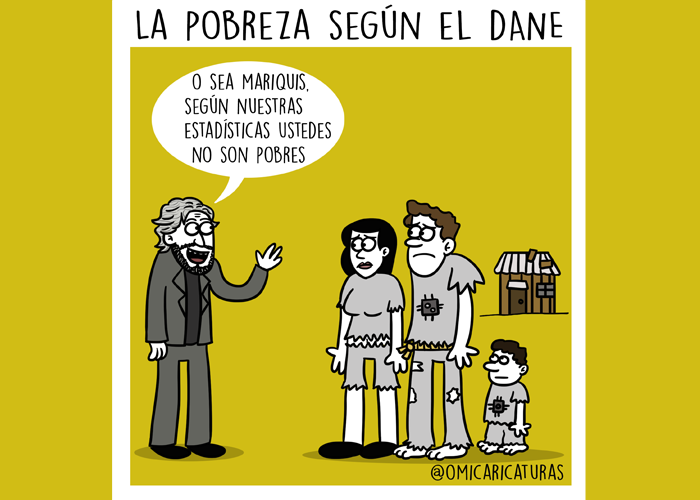 LA POBREZA SEGÚN EL DANE
O SEA MARIQUIS,
SEGÚN NUESTRAS
ESTADÍSTICAS USTEDES
NO SON POBRES
@OMICARICATURAS